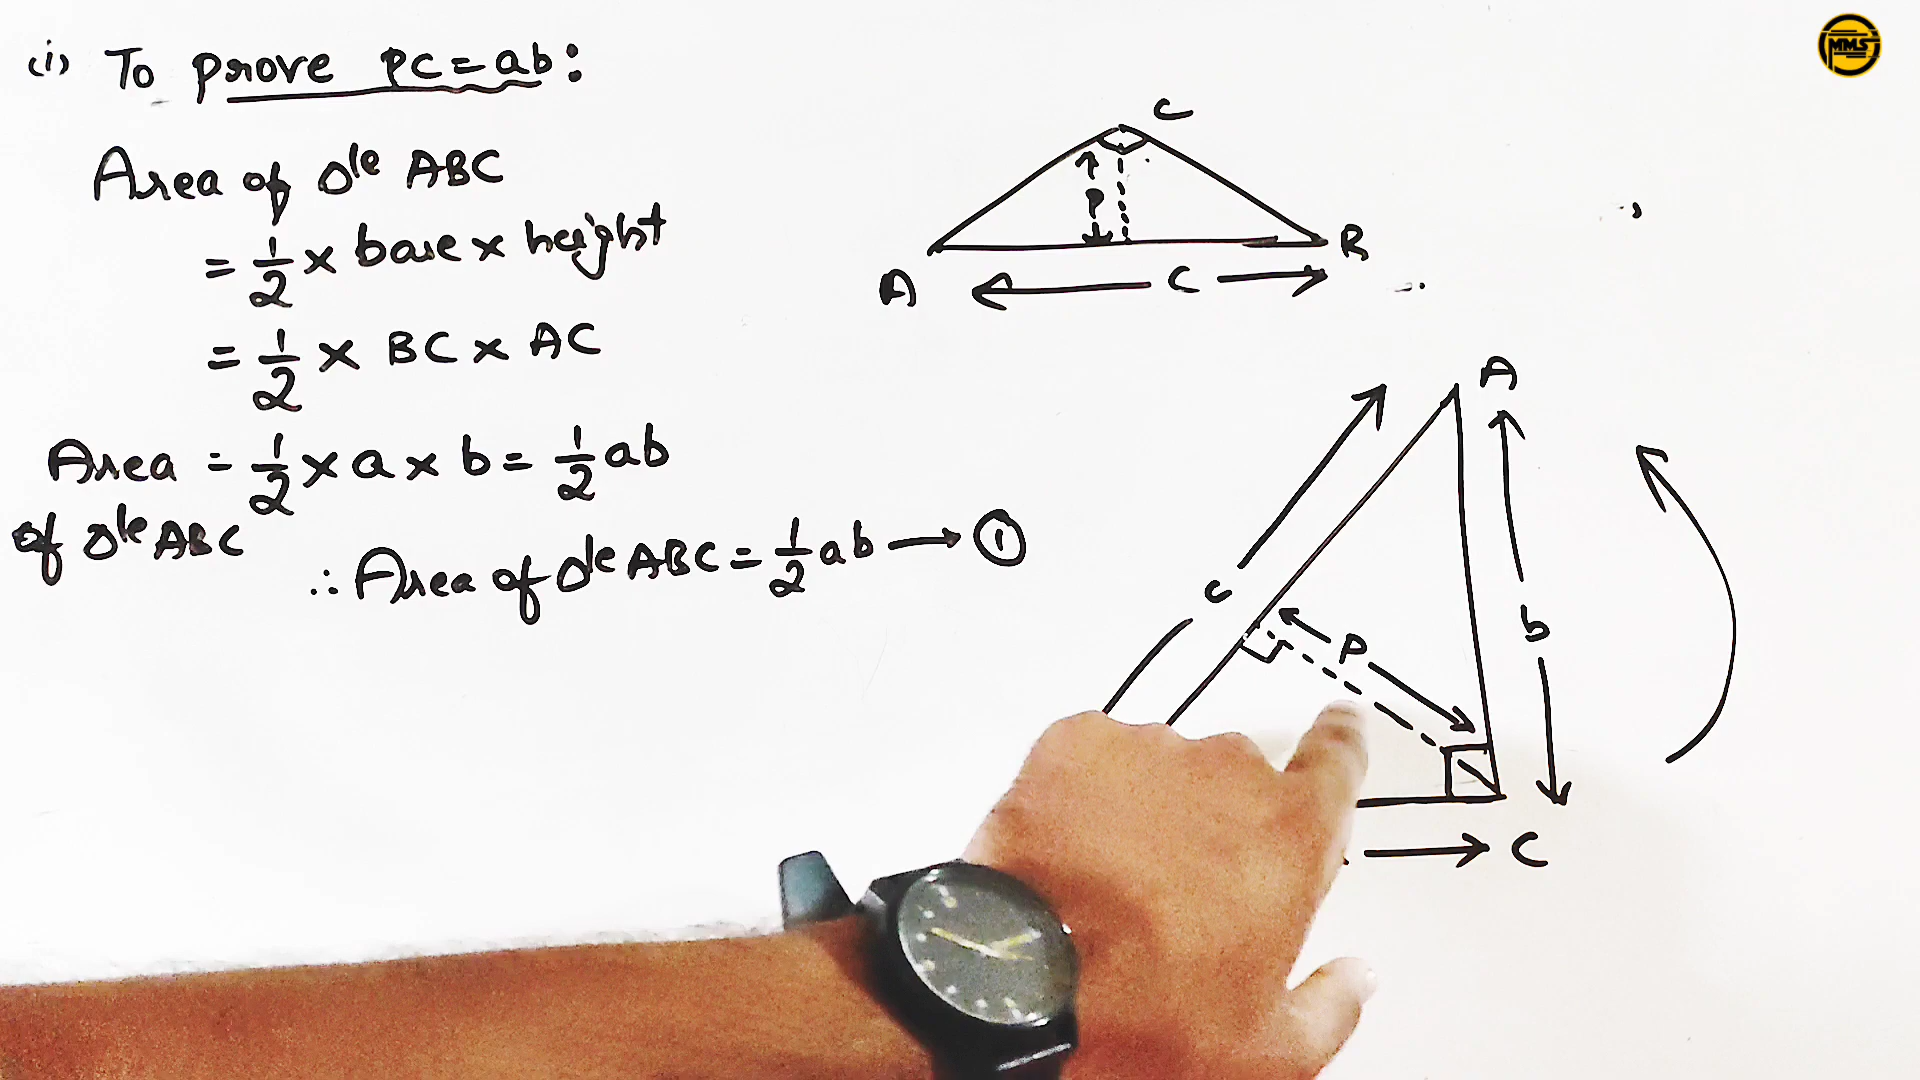 (i) To prove pc = ab:
Area of Δle ABC
= 1/2 × base × height
= 1/2 × BC × AC
Area = 1/2 × a × b = 1/2 ab
of Δle ABC
∴ Area of Δle ABC = 1/2 ab → ①
C
P
A
B
C
A
c
b
P
C
MMS